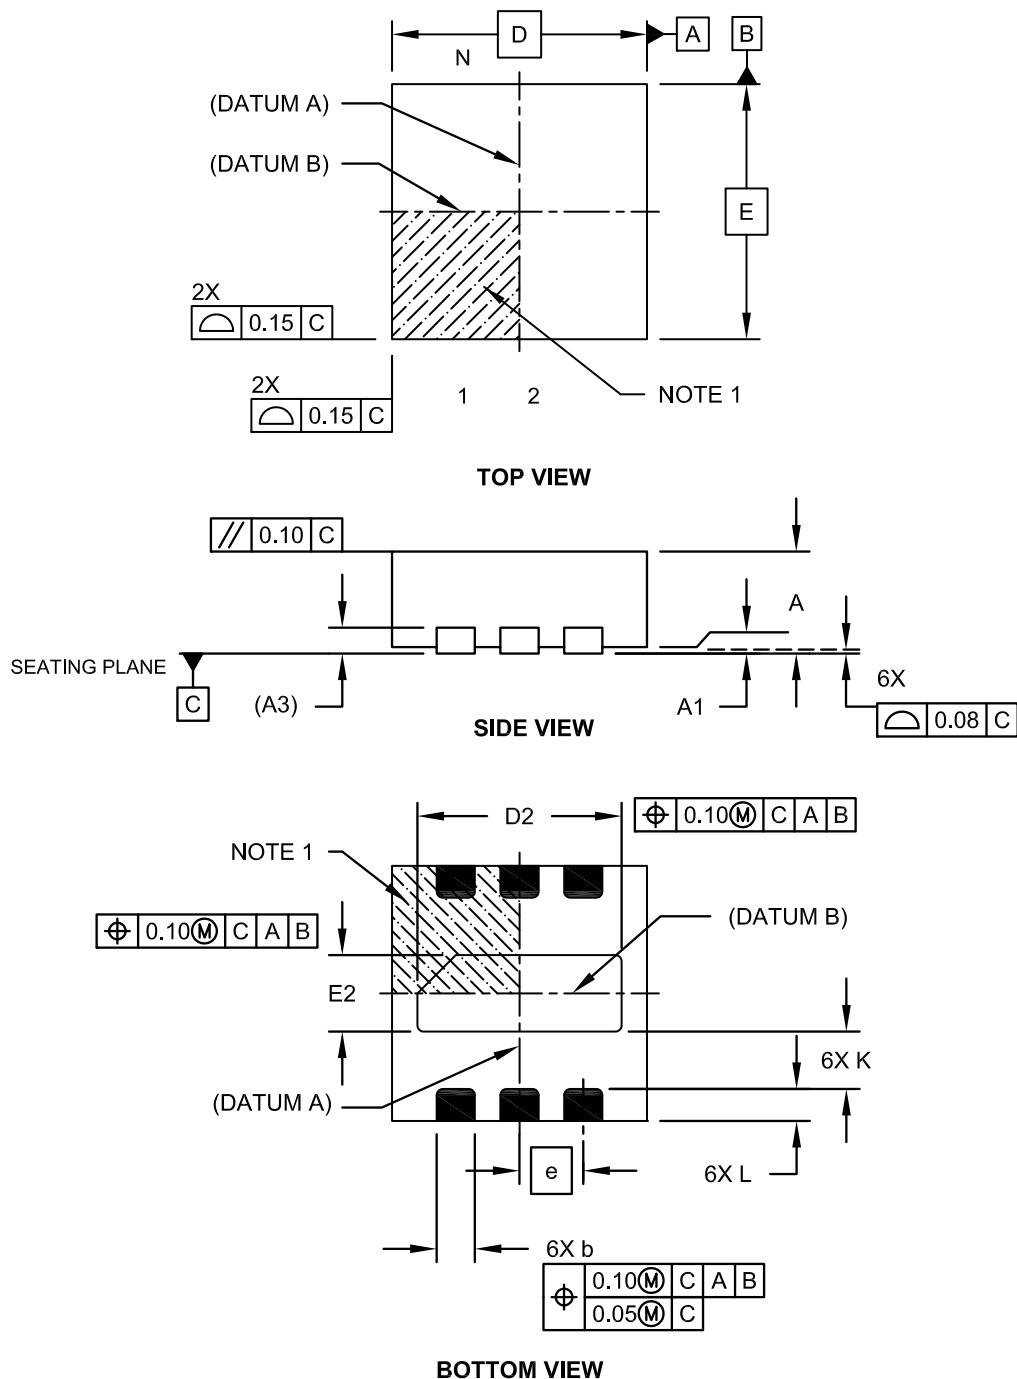 D
A
B
N
(DATUM A)
(DATUM B)
E
2X
0.15 C
2X
0.15 C
1 2
NOTE 1
TOP VIEW
// 0.10 C
A
SEATING PLANE
C
(A3)
A1
6X
0.08 C
SIDE VIEW
D2
0.10Ⓜ C A B
NOTE 1
0.10Ⓜ C A B
(DATUM B)
E2
6X K
(DATUM A)
e
6X L
6X b
0.10Ⓜ C A B
0.05Ⓜ C
BOTTOM VIEW